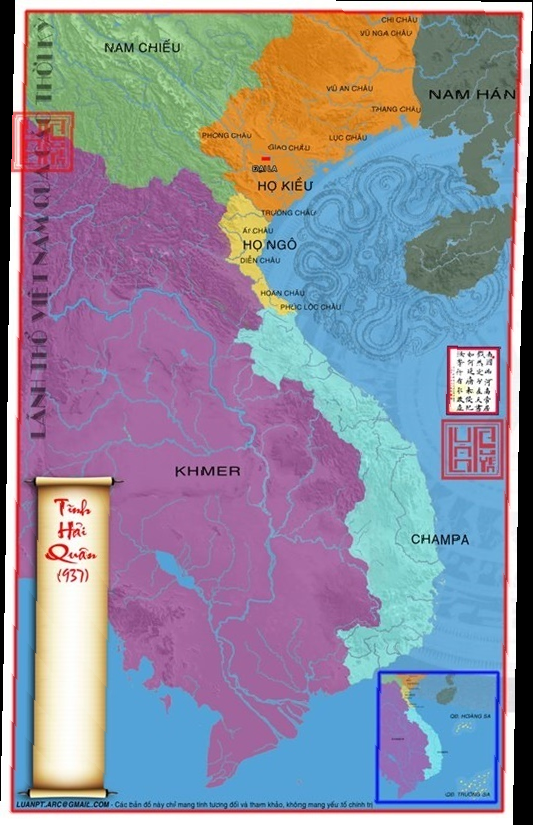 CHI CHÂU
VŨ NGA CHÂU
NAM CHIẾU
VŨ AN CHÂU
NAM HÁN
THANG CHÂU
PHONG CHÂU
LỤC CHÂU
GIAO CHÂU
ĐẠI LA
HỌ KIỀU
TRƯỜNG CHÂU
ÁI CHÂU
HỌ NGÔ
DIỄN CHÂU
HOAN CHÂU
PHÚC LỘC CHÂU
LÃNH THỔ VIỆT NAM QUA THỜI KỲ
KHMER
CHAMPA
Tĩnh
Hải
Quân
(937)
QĐ. HOÀNG SA
QĐ. TRƯỜNG SA
LUANPT.ARC@GMAIL.COM - Các bản đồ này chỉ mang tính tương đối và tham khảo, không mang yếu tố chính trị